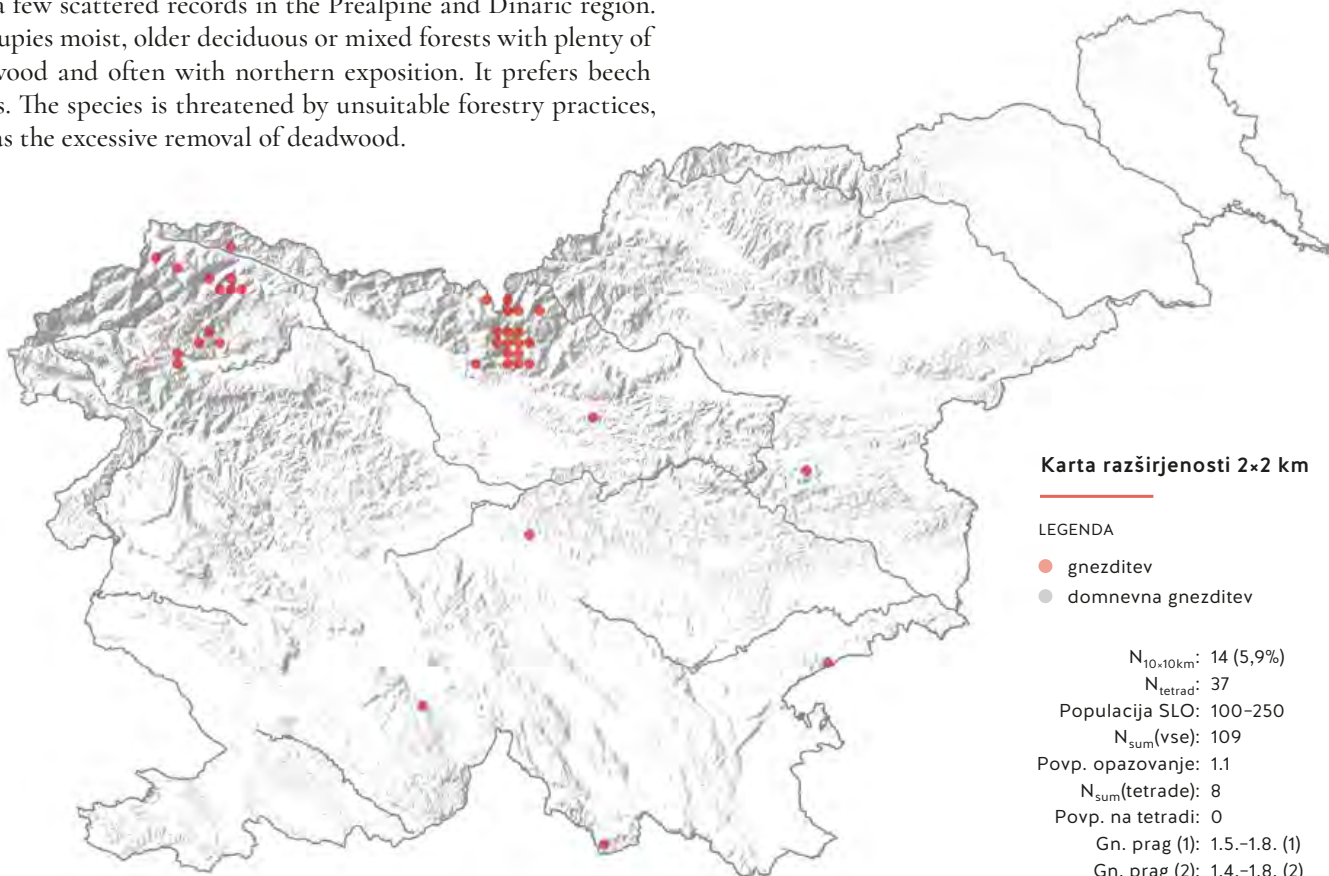 a few scattered records in the Prealpine and Dinaric region.
upies moist, older deciduous or mixed forests with plenty of
wood and often with northern exposition. It prefers beech
s. The species is threatened by unsuitable forestry practices,
as the excessive removal of deadwood.
Karta razširjenosti 2×2 km
LEGENDA
gnezditev
domnevna gnezditev
N10×10km: 14 (5,9%)
Ntetrad: 37
Populacija SLO: 100–250
Nsum(vse): 109
Povp. opazovanje: 1.1
Nsum(tetrade): 8
Povp. na tetradi: 0
Gn. prag (1): 1.5.–1.8. (1)
Gn. prag (2): 1.4.–1.8. (2)